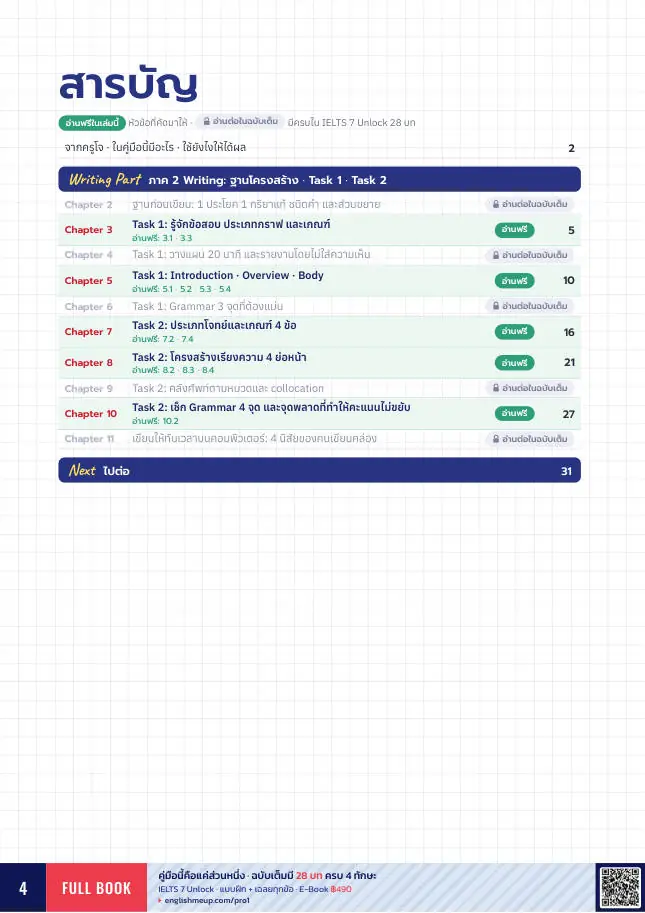 สารบัญ
อ่านฟรีในเล่มนี้ หัวข้อที่คัดมาให้ · อ่านต่อในฉบับเต็ม มีครบใน IELTS 7 Unlock 28 บท
จากครูโจ · ในคู่มือนี้มีอะไร · ใช้ยังไงให้ได้ผล 2
Writing Part ภาค 2 Writing: ฐานโครงสร้าง · Task 1 · Task 2
Chapter 2 ฐานก่อนเขียน: 1 ประโยค 1 กริยาแท้ ชนิดคำ และส่วนขยาย อ่านต่อในฉบับเต็ม
Chapter 3 Task 1: รู้จักข้อสอบ ประเภทกราฟ และเกณฑ์ อ่านฟรี 5
อ่านฟรี: 3.1 · 3.3
Chapter 4 Task 1: วางแผน 20 นาที และรายงานโดยไม่ใส่ความเห็น อ่านต่อในฉบับเต็ม
Chapter 5 Task 1: Introduction · Overview · Body อ่านฟรี 10
อ่านฟรี: 5.1 · 5.2 · 5.3 · 5.4
Chapter 6 Task 1: Grammar 3 จุดที่ต้องแม่น อ่านต่อในฉบับเต็ม
Chapter 7 Task 2: ประเภทโจทย์และเกณฑ์ 4 ข้อ อ่านฟรี 16
อ่านฟรี: 7.2 · 7.4
Chapter 8 Task 2: โครงสร้างเรียงความ 4 ย่อหน้า อ่านฟรี 21
อ่านฟรี: 8.2 · 8.3 · 8.4
Chapter 9 Task 2: คลังศัพท์ตามหมวดและ collocation อ่านต่อในฉบับเต็ม
Chapter 10 Task 2: เช็ก Grammar 4 จุด และจุดพลาดที่ทำให้คะแนนไม่ขยับ อ่านฟรี 27
อ่านฟรี: 10.2
Chapter 11 เขียนให้ทันเวลาบนคอมพิวเตอร์: 4 นิสัยของคนเขียนคล่อง อ่านต่อในฉบับเต็ม
Next ไปต่อ 31
4 FULL BOOK
คู่มือนี้คือแค่ส่วนหนึ่ง · ฉบับเต็มมี 28 บท ครบ 4 ทักษะ
IELTS 7 Unlock · แบบฝึก + เฉลยทุกข้อ · E-Book ฿490
englishmeup.com/pro1